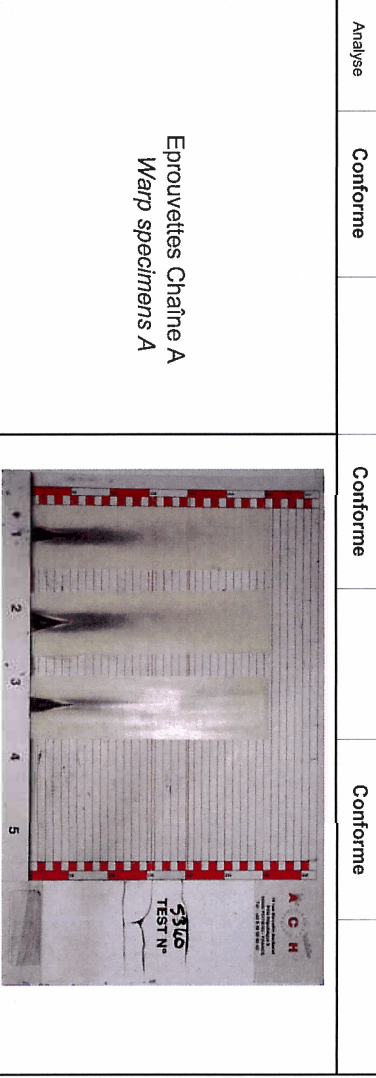 Analyse
Conforme
Conforme
Conforme
Eprouvettes Chaîne A
Warp specimens A
1
2
3
4
5
A C H
TEST N°
5340